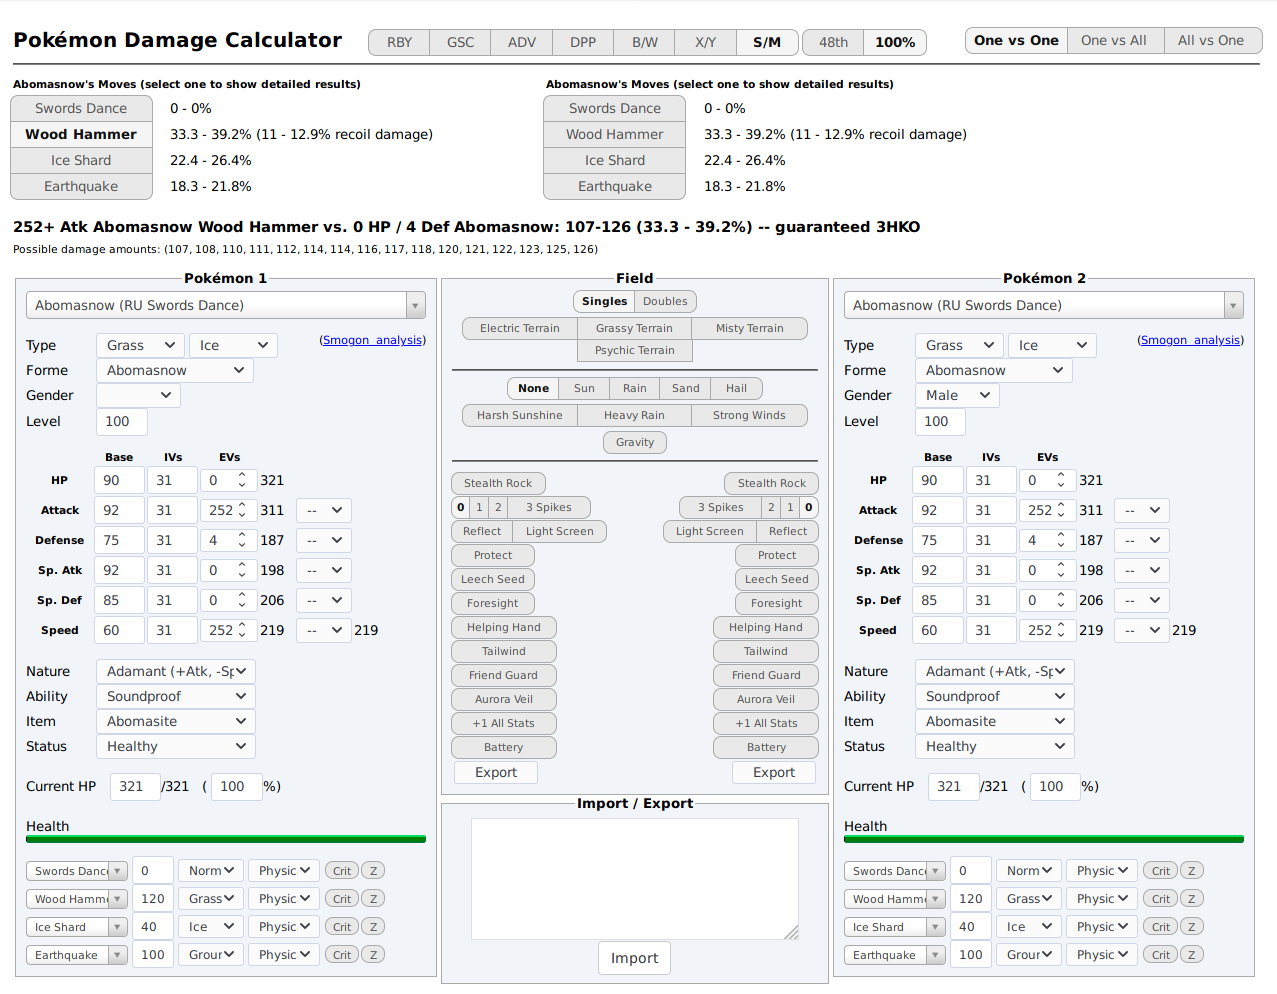 Pokémon Damage Calculator RBY GSC ADV DPP B/W X/Y S/M 48th 100% One vs One One vs All All vs One
Abomasnow's Moves (select one to show detailed results) Abomasnow's Moves (select one to show detailed results)
Swords Dance 0 - 0% Swords Dance 0 - 0%
Wood Hammer 33.3 - 39.2% (11 - 12.9% recoil damage) Wood Hammer 33.3 - 39.2% (11 - 12.9% recoil damage)
Ice Shard 22.4 - 26.4% Ice Shard 22.4 - 26.4%
Earthquake 18.3 - 21.8% Earthquake 18.3 - 21.8%
252+ Atk Abomasnow Wood Hammer vs. 0 HP / 4 Def Abomasnow: 107-126 (33.3 - 39.2%) -- guaranteed 3HKO
Possible damage amounts: (107, 108, 110, 111, 112, 114, 114, 116, 117, 118, 120, 121, 122, 123, 125, 126)
Pokémon 1
Abomasnow (RU Swords Dance)
Type Grass Ice (Smogon analysis)
Forme Abomasnow
Gender
Level 100
Base IVs EVs
HP 90 31 0 321
Attack 92 31 252 311 --
Defense 75 31 4 187 --
Sp. Atk 92 31 0 198 --
Sp. Def 85 31 0 206 --
Speed 60 31 252 219 -- 219
Nature Adamant (+Atk, -Sp
Ability Soundproof
Item Abomasite
Status Healthy
Current HP 321 /321 ( 100 %)
Health
Swords Danc 0 Norm Physic Crit Z
Wood Hamm 120 Grass Physic Crit Z
Ice Shard 40 Ice Physic Crit Z
Earthquake 100 Grour Physic Crit Z
Field
Singles Doubles
Electric Terrain Grassy Terrain Misty Terrain
Psychic Terrain
None Sun Rain Sand Hail
Harsh Sunshine Heavy Rain Strong Winds
Gravity
Stealth Rock Stealth Rock
0 1 2 3 Spikes 3 Spikes 2 1 0
Reflect Light Screen Light Screen Reflect
Protect Protect
Leech Seed Leech Seed
Foresight Foresight
Helping Hand Helping Hand
Tailwind Tailwind
Friend Guard Friend Guard
Aurora Veil Aurora Veil
+1 All Stats +1 All Stats
Battery Battery
Export Export
Import / Export
Import
Pokémon 2
Abomasnow (RU Swords Dance)
Type Grass Ice (Smogon analysis)
Forme Abomasnow
Gender Male
Level 100
Base IVs EVs
HP 90 31 0 321
Attack 92 31 252 311 --
Defense 75 31 4 187 --
Sp. Atk 92 31 0 198 --
Sp. Def 85 31 0 206 --
Speed 60 31 252 219 -- 219
Nature Adamant (+Atk, -Sp
Ability Soundproof
Item Abomasite
Status Healthy
Current HP 321 /321 ( 100 %)
Health
Swords Danc 0 Norm Physic Crit Z
Wood Hamm 120 Grass Physic Crit Z
Ice Shard 40 Ice Physic Crit Z
Earthquake 100 Grour Physic Crit Z